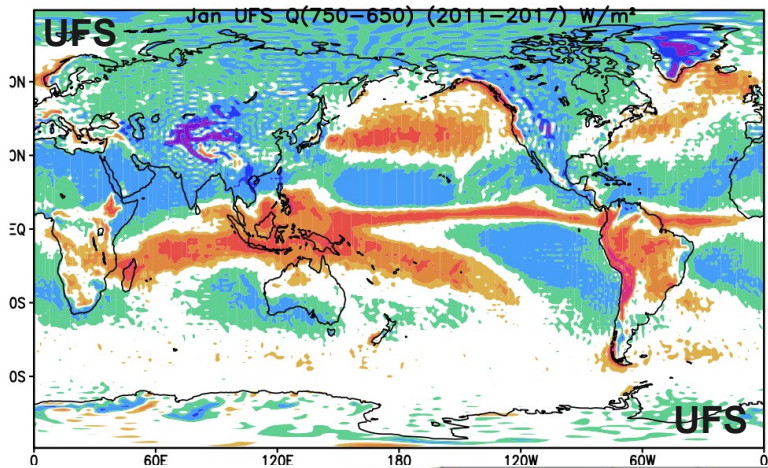 Jan UFS Q(750-650) (2011-2017) W/m²
UFS
ON
ON
EQ
OS
OS
UFS
0 60E 120E 180 120W 60W 0